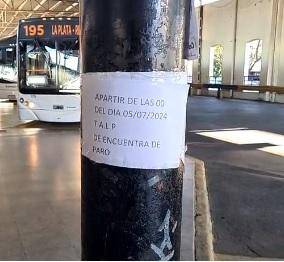 195 LA PLATA - R
APARTIR DE LAS 00
DEL DIA 05/07/2024
T.A.L.P
DE ENCUENTRA DE
PARO